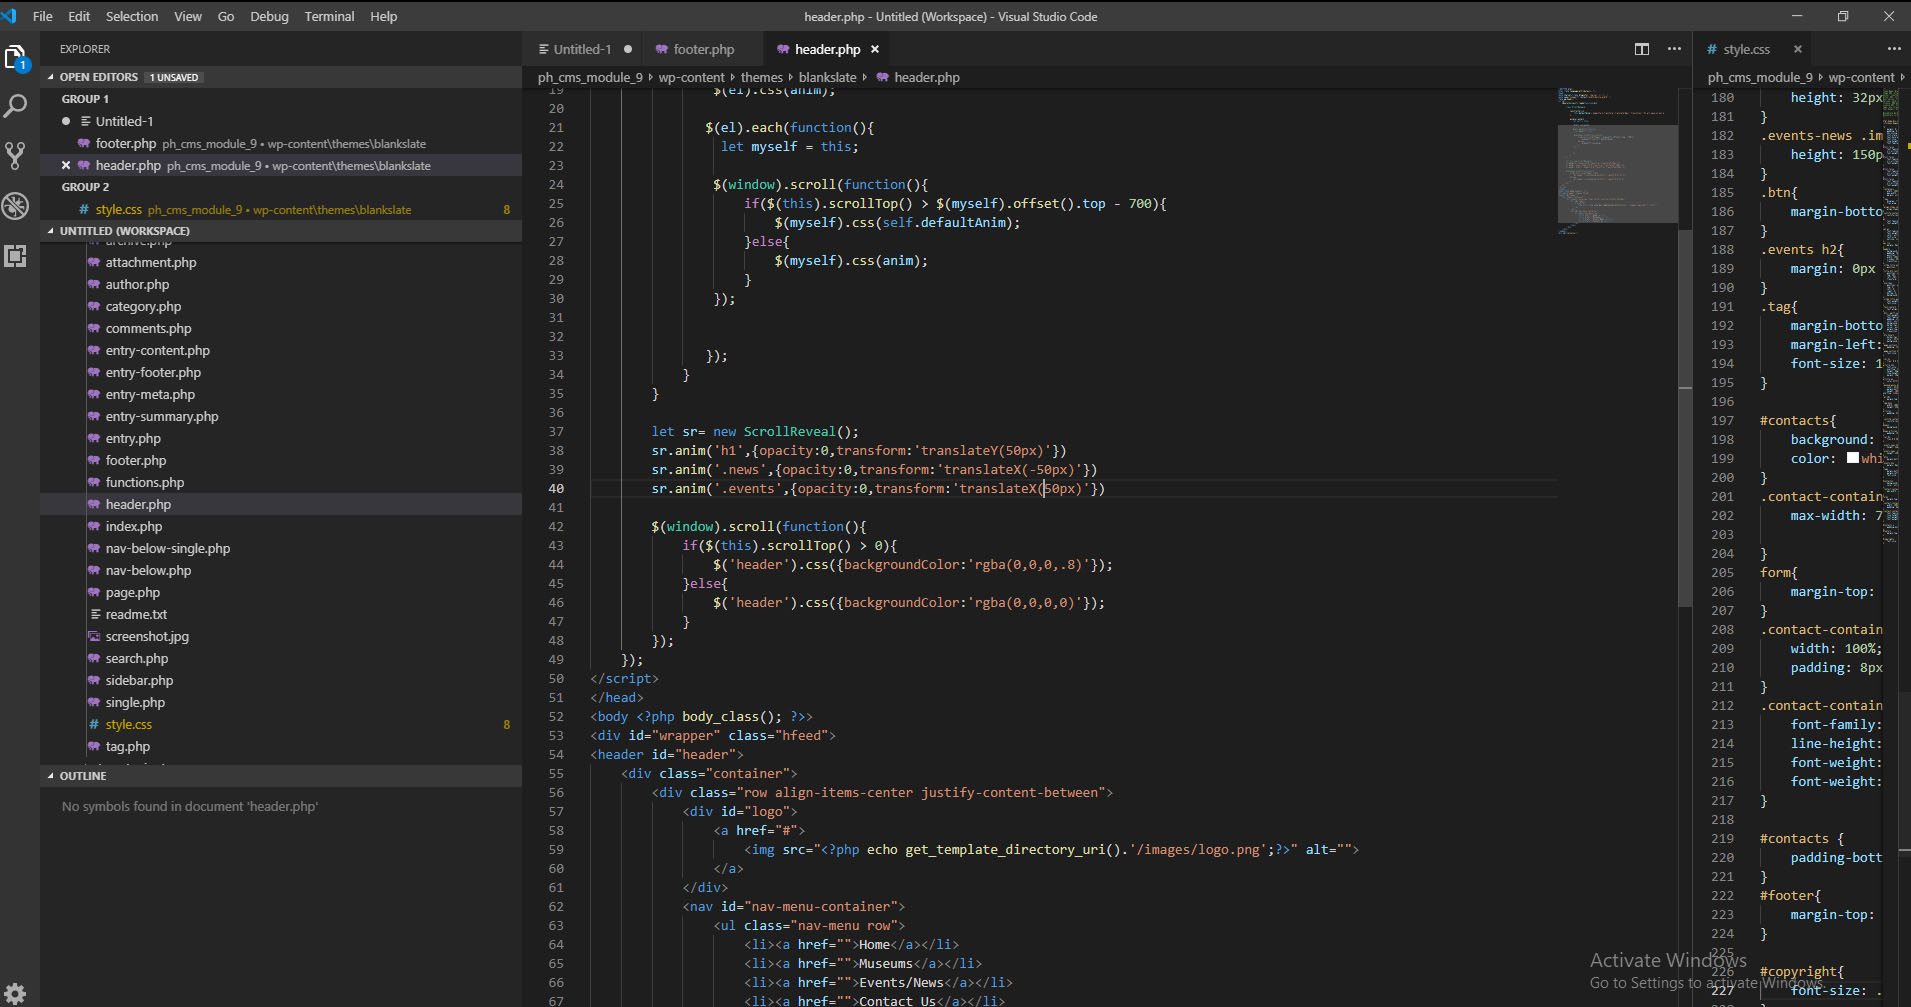 File Edit Selection View Go Debug Terminal Help
header.php - Untitled (Workspace) - Visual Studio Code
EXPLORER
1
OPEN EDITORS 1 UNSAVED
GROUP 1
Untitled-1
footer.php ph_cms_module_9 • wp-content\themes\blankslate
header.php ph_cms_module_9 • wp-content\themes\blankslate
GROUP 2
# style.css ph_cms_module_9 • wp-content\themes\blankslate 8
UNTITLED (WORKSPACE)
archive.php
attachment.php
author.php
category.php
comments.php
entry-content.php
entry-footer.php
entry-meta.php
entry-summary.php
entry.php
footer.php
functions.php
header.php
index.php
nav-below-single.php
nav-below.php
page.php
readme.txt
screenshot.jpg
search.php
sidebar.php
single.php
# style.css 8
tag.php
OUTLINE
No symbols found in document 'header.php'
Untitled-1
footer.php
header.php
ph_cms_module_9 wp-content themes blankslate header.php
19 $(el).css(anim);
20
21 $(el).each(function(){
22 let myself = this;
23
24 $(window).scroll(function(){
25 if($(this).scrollTop() > $(myself).offset().top - 700){
26 $(myself).css(self.defaultAnim);
27 }else{
28 $(myself).css(anim);
29 }
30 });
31
32
33 });
34 }
35 }
36
37 let sr= new ScrollReveal();
38 sr.anim('h1',{opacity:0,transform:'translateY(50px)'})
39 sr.anim('.news',{opacity:0,transform:'translateX(-50px)'})
40 sr.anim('.events',{opacity:0,transform:'translateX(50px)'})
41
42 $(window).scroll(function(){
43 if($(this).scrollTop() > 0){
44 $('header').css({backgroundColor:'rgba(0,0,0,.8)'});
45 }else{
46 $('header').css({backgroundColor:'rgba(0,0,0,0)'});
47 }
48 });
49 });
50 </script>
51 </head>
52 <body <?php body_class(); ?>>
53 <div id="wrapper" class="hfeed">
54 <header id="header">
55 <div class="container">
56 <div class="row align-items-center justify-content-between">
57 <div id="logo">
58 <a href="#">
59 <img src="<?php echo get_template_directory_uri().'/images/logo.png';?>" alt="">
60 </a>
61 </div>
62 <nav id="nav-menu-container">
63 <ul class="nav-menu row">
64 <li><a href="">Home</a></li>
65 <li><a href="">Museums</a></li>
66 <li><a href="">Events/News</a></li>
67 <li><a href="">Contact Us</a></li>
# style.css
ph_cms_module_9 wp-content
180 height: 32px
181 }
182 .events-news .im
183 height: 150p
184 }
185 .btn{
186 margin-botto
187 }
188 .events h2{
189 margin: 0px
190 }
191 .tag{
192 margin-botto
193 margin-left:
194 font-size: 1
195 }
196
197 #contacts{
198 background:
199 color: whi
200 }
201 .contact-contain
202 max-width: 7
203
204 }
205 form{
206 margin-top:
207 }
208 .contact-contain
209 width: 100%;
210 padding: 8px
211 }
212 .contact-contain
213 font-family:
214 line-height:
215 font-weight:
216 font-weight:
217 }
218
219 #contacts {
220 padding-bott
221 }
222 #footer{
223 margin-top:
224 }
225
226 #copyright{
227 font-size: .
Activate Windows
Go to Settings to activate Windows.